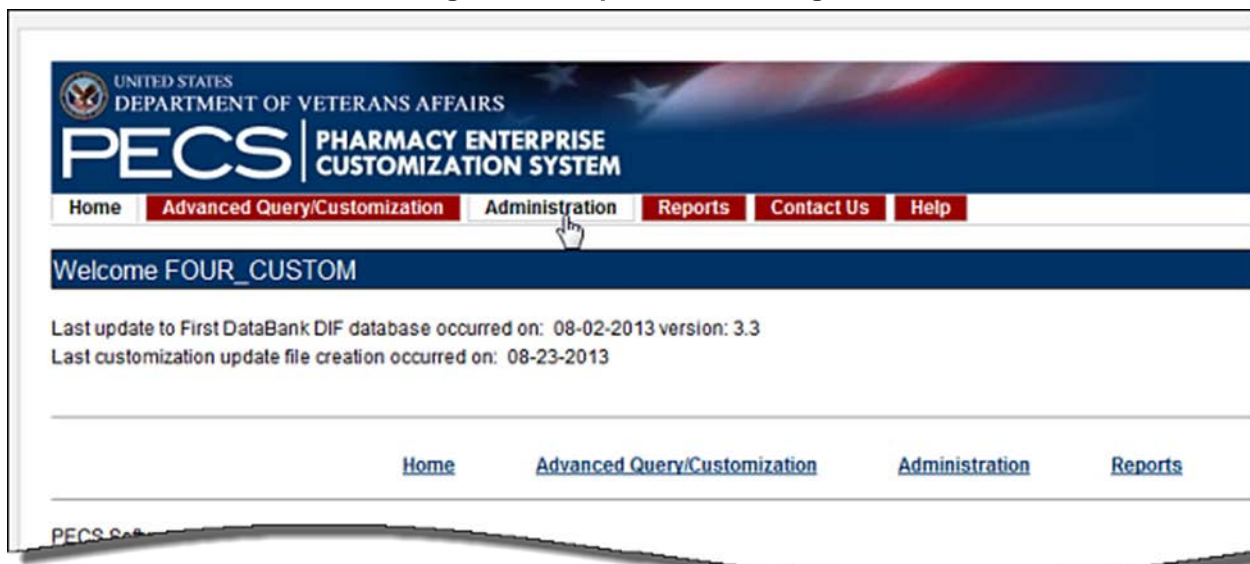 UNITED STATES
DEPARTMENT OF VETERANS AFFAIRS
PECS PHARMACY ENTERPRISE
CUSTOMIZATION SYSTEM
Home Advanced Query/Customization Administration Reports Contact Us Help
Welcome FOUR_CUSTOM
Last update to First DataBank DIF database occurred on: 08-02-2013 version: 3.3
Last customization update file creation occurred on: 08-23-2013
Home Advanced Query/Customization Administration Reports
PECS